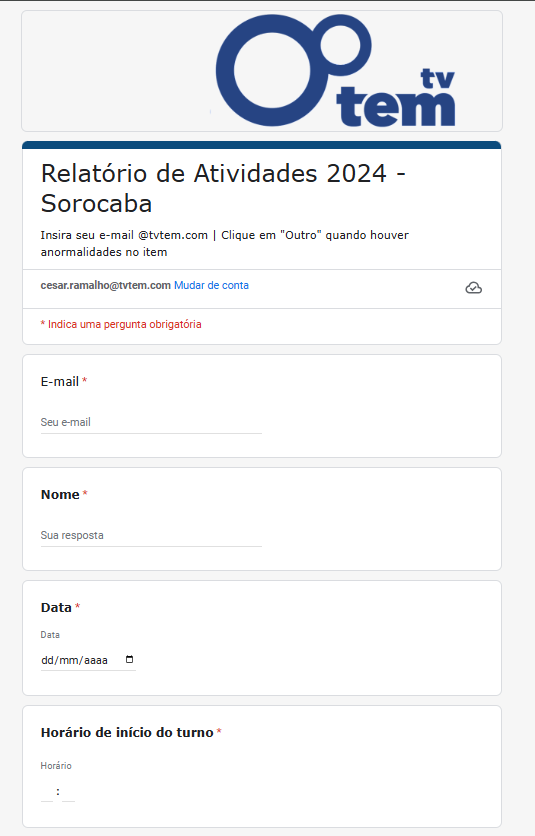 tv
tem
Relatório de Atividades 2024 -
Sorocaba
Insira seu e-mail @tvtem.com | Clique em "Outro" quando houver
anormalidades no item
cesar.ramalho@tvtem.com Mudar de conta
* Indica uma pergunta obrigatória
E-mail *
Seu e-mail
Nome *
Sua resposta
Data *
Data
dd/mm/aaaa
Horário de início do turno *
Horário
: